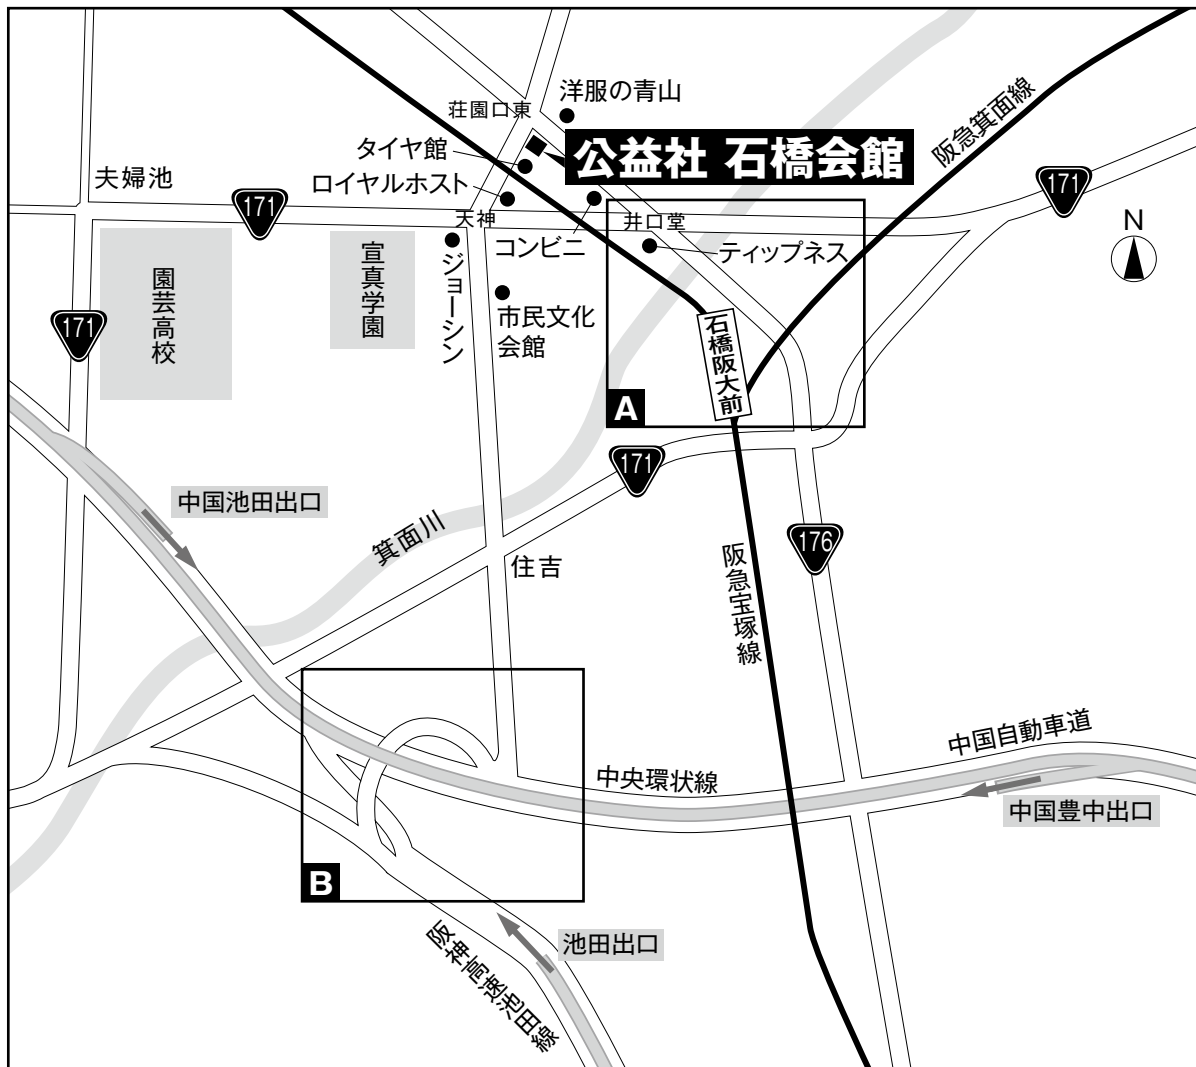 洋服の青山
荘園口東
タイヤ館
公益社 石橋会館
阪急箕面線
夫婦池
ロイヤルホスト
171
171
天神
井口堂
N
コンビニ
ティップネス
園芸高校
宣真学園
ジョーシン
市民文化
会館
171
石橋阪大前
A
171
中国池田出口
箕面川
住吉
176
阪急宝塚線
中央環状線
中国自動車道
中国豊中出口
B
池田出口
阪神高速池田線